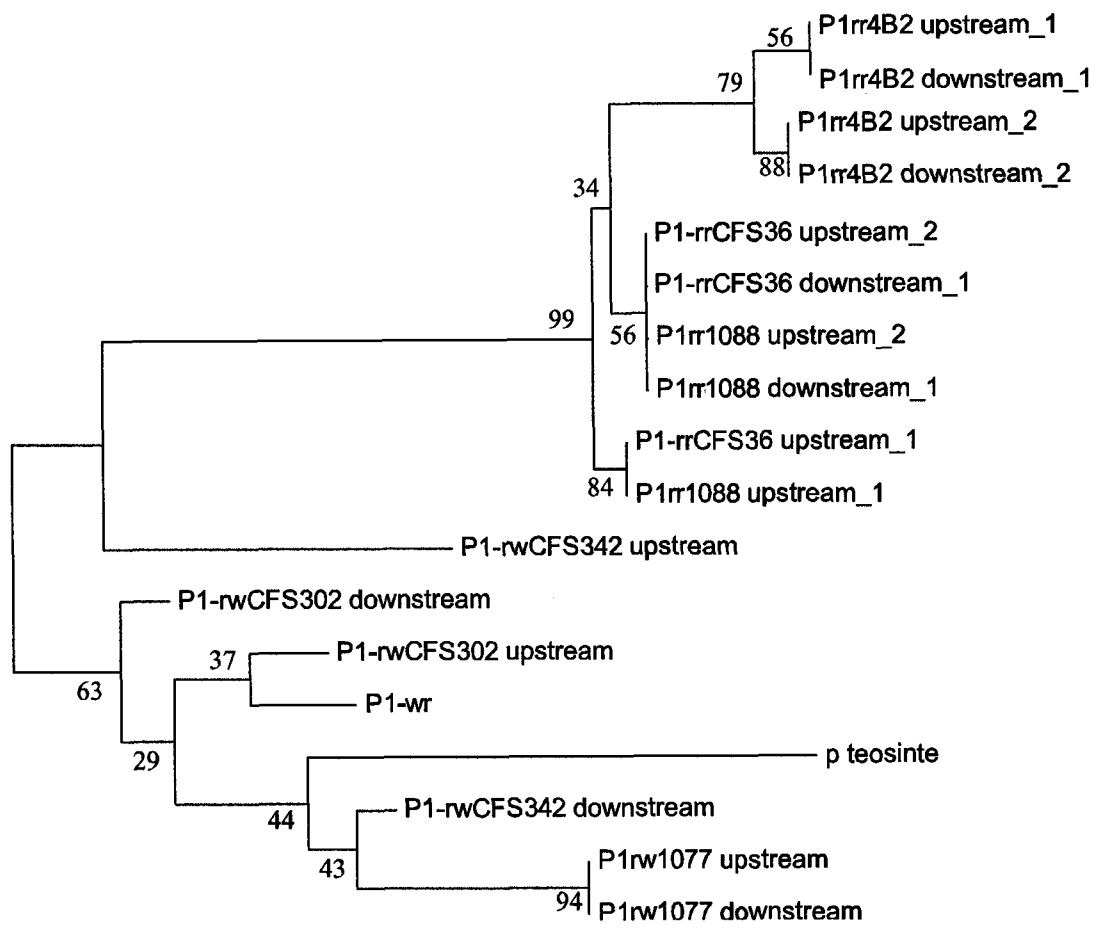 P1rr4B2 upstream_1
56
P1rr4B2 downstream_1
79
P1rr4B2 upstream_2
88
P1rr4B2 downstream_2
34
P1-rrCFS36 upstream_2
P1-rrCFS36 downstream_1
99
56
P1rr1088 upstream_2
P1rr1088 downstream_1
P1-rrCFS36 upstream_1
84
P1rr1088 upstream_1
P1-rwCFS342 upstream
P1-rwCFS302 downstream
37
P1-rwCFS302 upstream
63
P1-wr
29
p teosinte
44
P1-rwCFS342 downstream
43
P1rw1077 upstream
94
P1rw1077 downstream